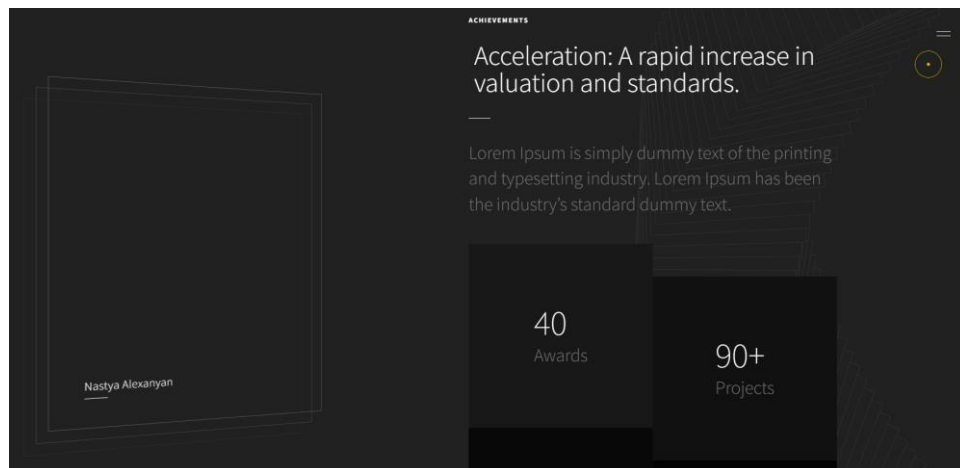 ACHIEVEMENTS
Acceleration: A rapid increase in
valuation and standards.
Lorem Ipsum is simply dummy text of the printing
and typesetting industry. Lorem Ipsum has been
the industry’s standard dummy text.
40
Awards
90+
Projects
Nastya Alexanyan